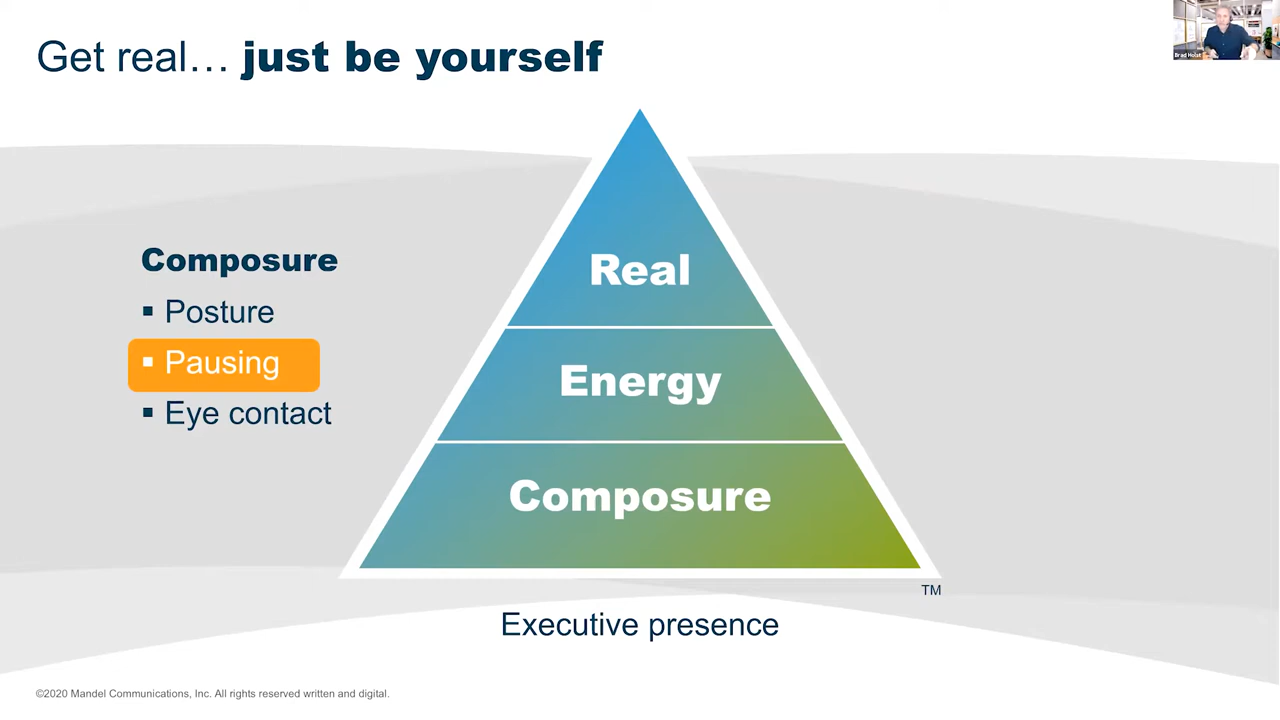 Get real… just be yourself
Brad Holst
Composure
▪ Posture
▪ Pausing
▪ Eye contact
Real
Energy
Composure
TM
Executive presence
©2020 Mandel Communications, Inc. All rights reserved written and digital.